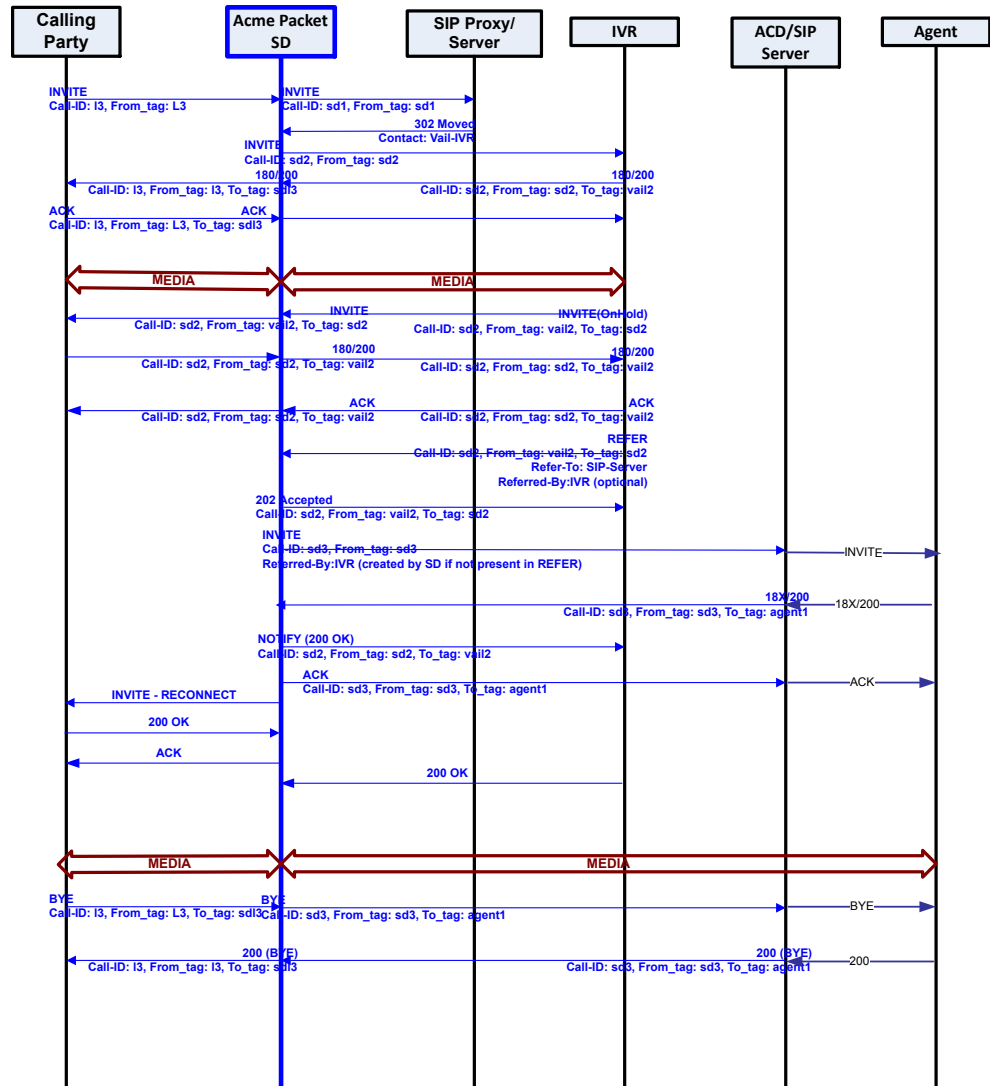 Calling Party
Acme Packet SD
SIP Proxy/ Server
IVR
ACD/SIP Server
Agent
INVITE
Call-ID: l3, From_tag: L3
INVITE
Call-ID: sd1, From_tag: sd1
302 Moved
Contact: Vail-IVR
INVITE
Call-ID: sd2, From_tag: sd2
180/200
Call-ID: l3, From_tag: l3, To_tag: sdl3
180/200
Call-ID: sd2, From_tag: sd2, To_tag: vail2
ACK
ACK
Call-ID: l3, From_tag: L3, To_tag: sdl3
MEDIA
MEDIA
INVITE
Call-ID: sd2, From_tag: vail2, To_tag: sd2
INVITE(OnHold)
Call-ID: sd2, From_tag: vail2, To_tag: sd2
180/200
Call-ID: sd2, From_tag: sd2, To_tag: vail2
180/200
Call-ID: sd2, From_tag: sd2, To_tag: vail2
ACK
Call-ID: sd2, From_tag: sd2, To_tag: vail2
ACK
Call-ID: sd2, From_tag: sd2, To_tag: vail2
REFER
Call-ID: sd2, From_tag: vail2, To_tag: sd2
Refer-To: SIP-Server
Referred-By:IVR (optional)
202 Accepted
Call-ID: sd2, From_tag: vail2, To_tag: sd2
INVITE
Call-ID: sd3, From_tag: sd3
Referred-By:IVR (created by SD if not present in REFER)
INVITE
18X/200
Call-ID: sd3, From_tag: sd3, To_tag: agent1
18X/200
NOTIFY (200 OK)
Call-ID: sd2, From_tag: sd2, To_tag: vail2
ACK
Call-ID: sd3, From_tag: sd3, To_tag: agent1
ACK
INVITE - RECONNECT
200 OK
ACK
200 OK
MEDIA
MEDIA
BYE
Call-ID: l3, From_tag: L3, To_tag: sdl3
BYE
Call-ID: sd3, From_tag: sd3, To_tag: agent1
BYE
200 (BYE)
Call-ID: l3, From_tag: l3, To_tag: sdl3
200 (BYE)
Call-ID: sd3, From_tag: sd3, To_tag: agent1
200